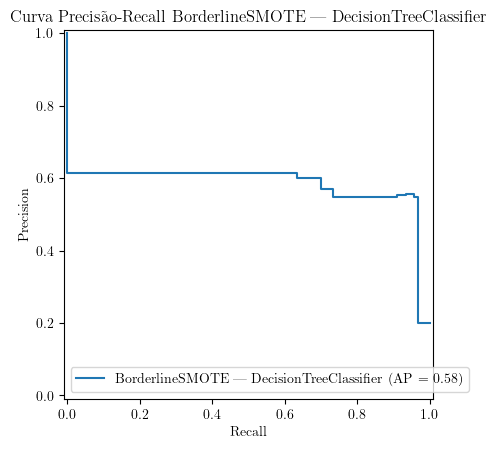 Curva Precisão-Recall BorderlineSMOTE — DecisionTreeClassifier
1.0
0.8
0.6
0.4
0.2
0.0
Precision
BorderlineSMOTE — DecisionTreeClassifier (AP = 0.58)
0.0 0.2 0.4 0.6 0.8 1.0
Recall